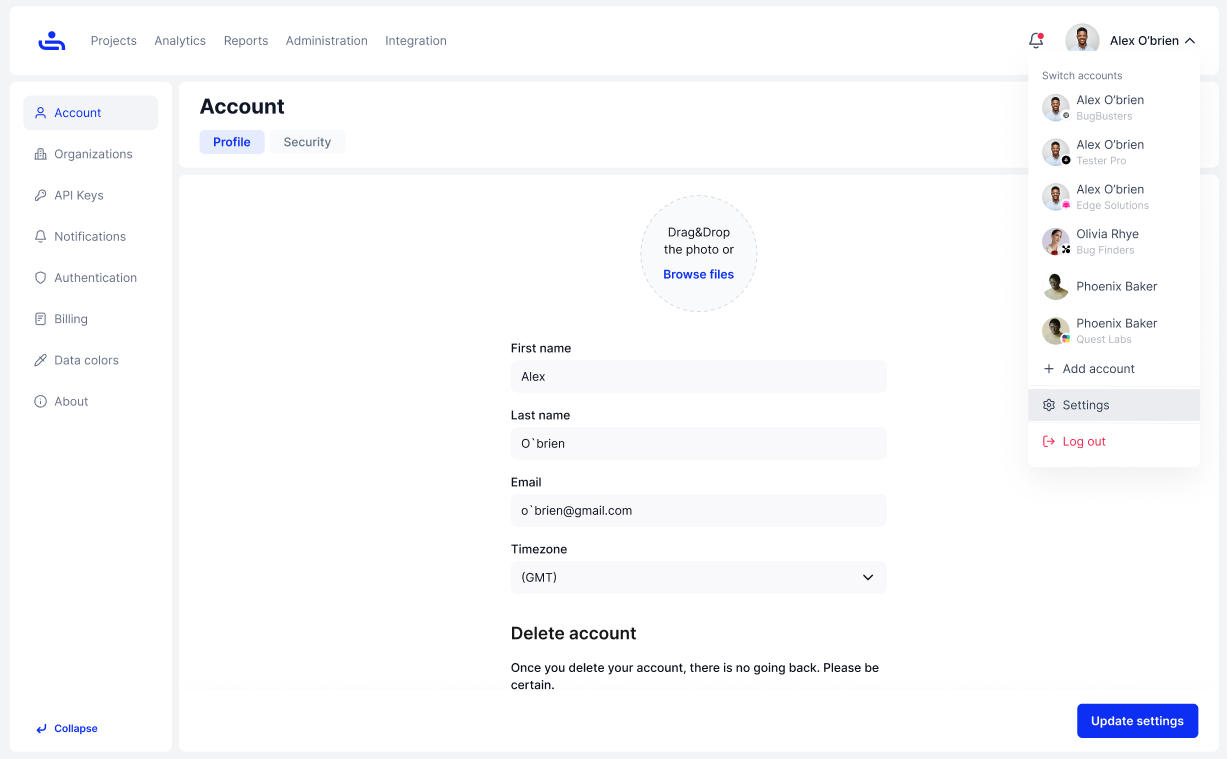 Projects Analytics Reports Administration Integration
Alex O'brien
Account
Organizations
API Keys
Notifications
Authentication
Billing
Data colors
About
Collapse
Account
Profile Security
Drag&Drop
the photo or
Browse files
First name
Alex
Last name
O`brien
Email
o`brien@gmail.com
Timezone
(GMT)
Delete account
Once you delete your account, there is no going back. Please be
certain.
Update settings
Switch accounts
Alex O'brien
BugBusters
Alex O'brien
Tester Pro
Alex O'brien
Edge Solutions
Olivia Rhye
Bug Finders
Phoenix Baker
Phoenix Baker
Quest Labs
Add account
Settings
Log out